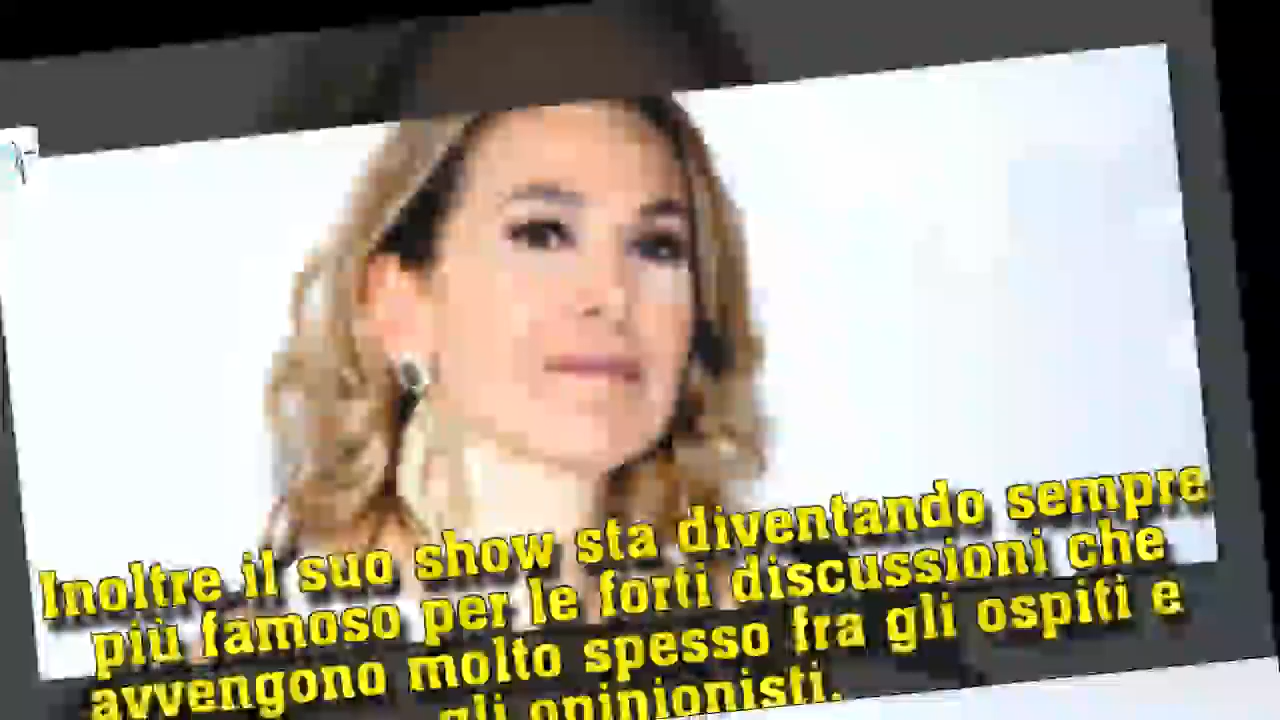 Inoltre il suo show sta diventando sempre
più famoso per le forti discussioni che
avvengono molto spesso fra gli ospiti e
gli opinionisti.